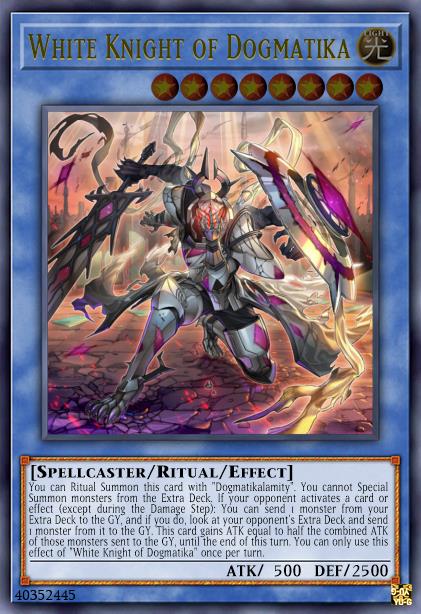 White Knight of Dogmatika
LIGHT
光
[Spellcaster/Ritual/Effect]
You can Ritual Summon this card with "Dogmatikalamity". You cannot Special
Summon monsters from the Extra Deck. If your opponent activates a card or
effect (except during the Damage Step): You can send 1 monster from your
Extra Deck to the GY, and if you do, look at your opponent's Extra Deck and send
1 monster from it to the GY. This card gains ATK equal to half the combined ATK
of those monsters sent to the GY, until the end of this turn. You can only use this
effect of "White Knight of Dogmatika" once per turn.
ATK/ 500 DEF/2500
40352445